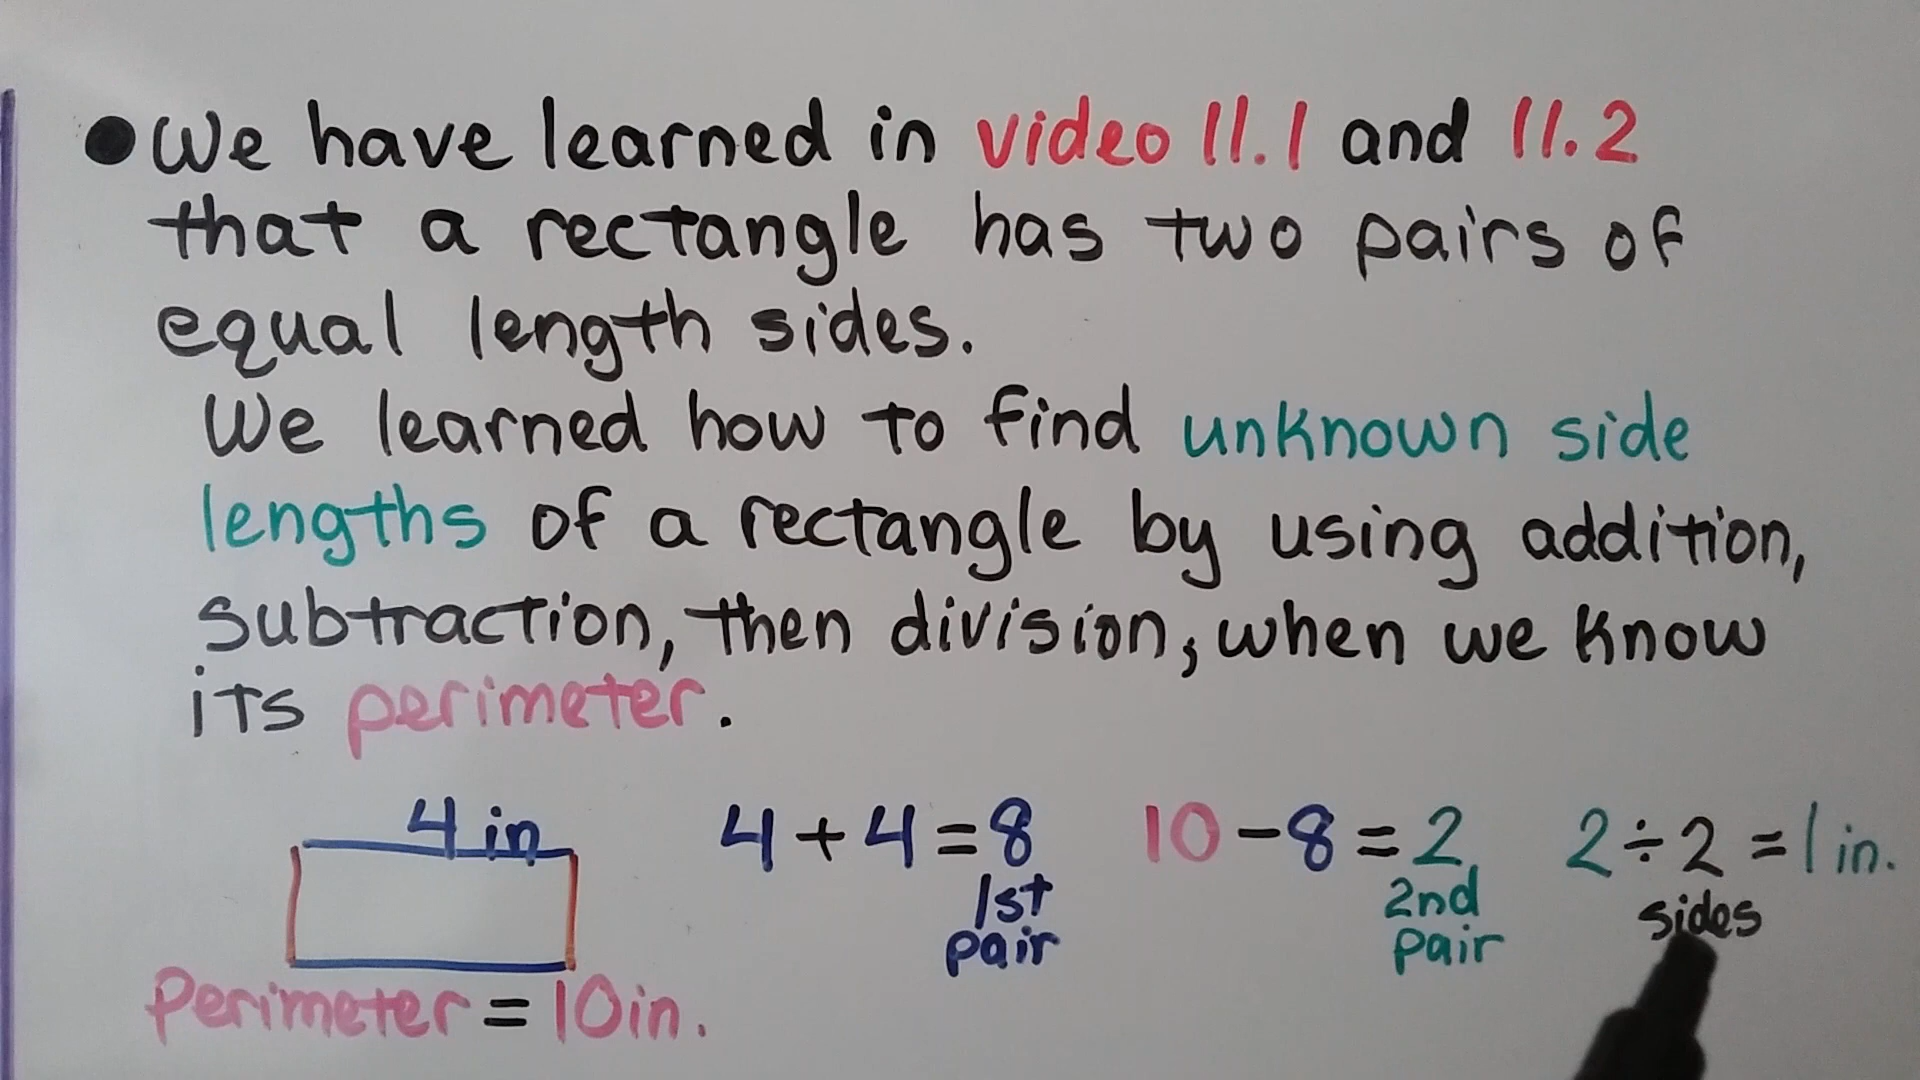 ● We have learned in video 11.1 and 11.2
that a rectangle has two pairs of
equal length sides.
We learned how to find unknown side
lengths of a rectangle by using addition,
subtraction, then division, when we know
its perimeter.
4 in
4 + 4 = 8
1st
pair
10 - 8 = 2
2nd
pair
2 ÷ 2 = 1 in.
sides
Perimeter = 10 in.